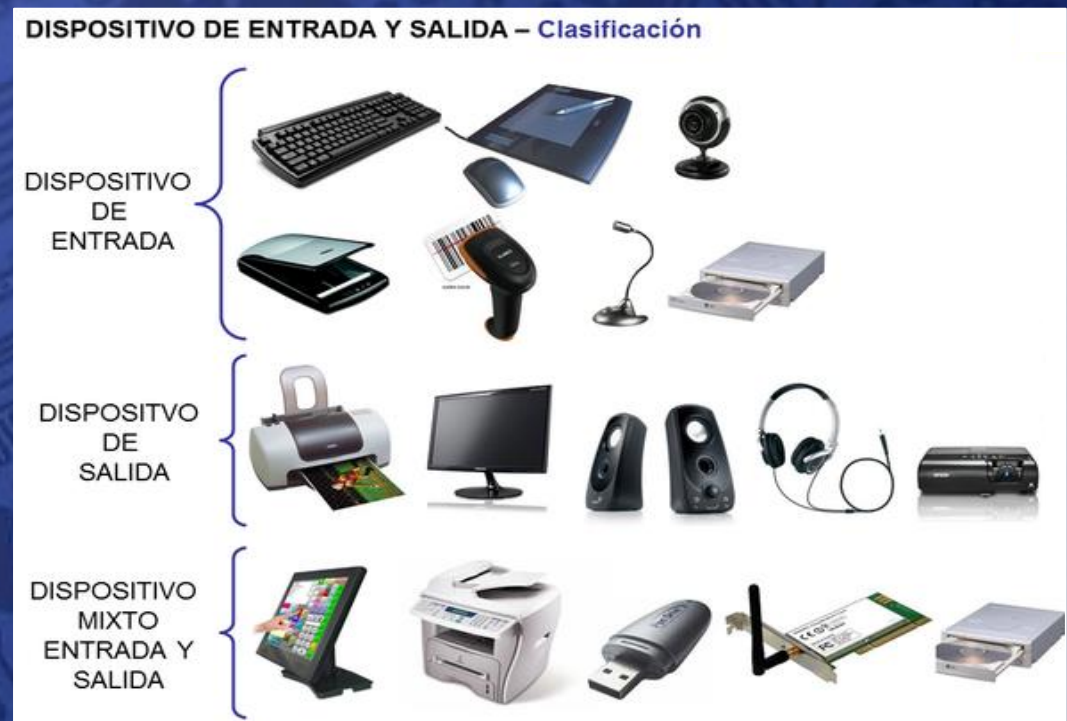 DISPOSITIVO DE ENTRADA Y SALIDA – Clasificación
DISPOSITIVO
DE
ENTRADA
DISPOSITVO
DE
SALIDA
DISPOSITIVO
MIXTO
ENTRADA Y
SALIDA